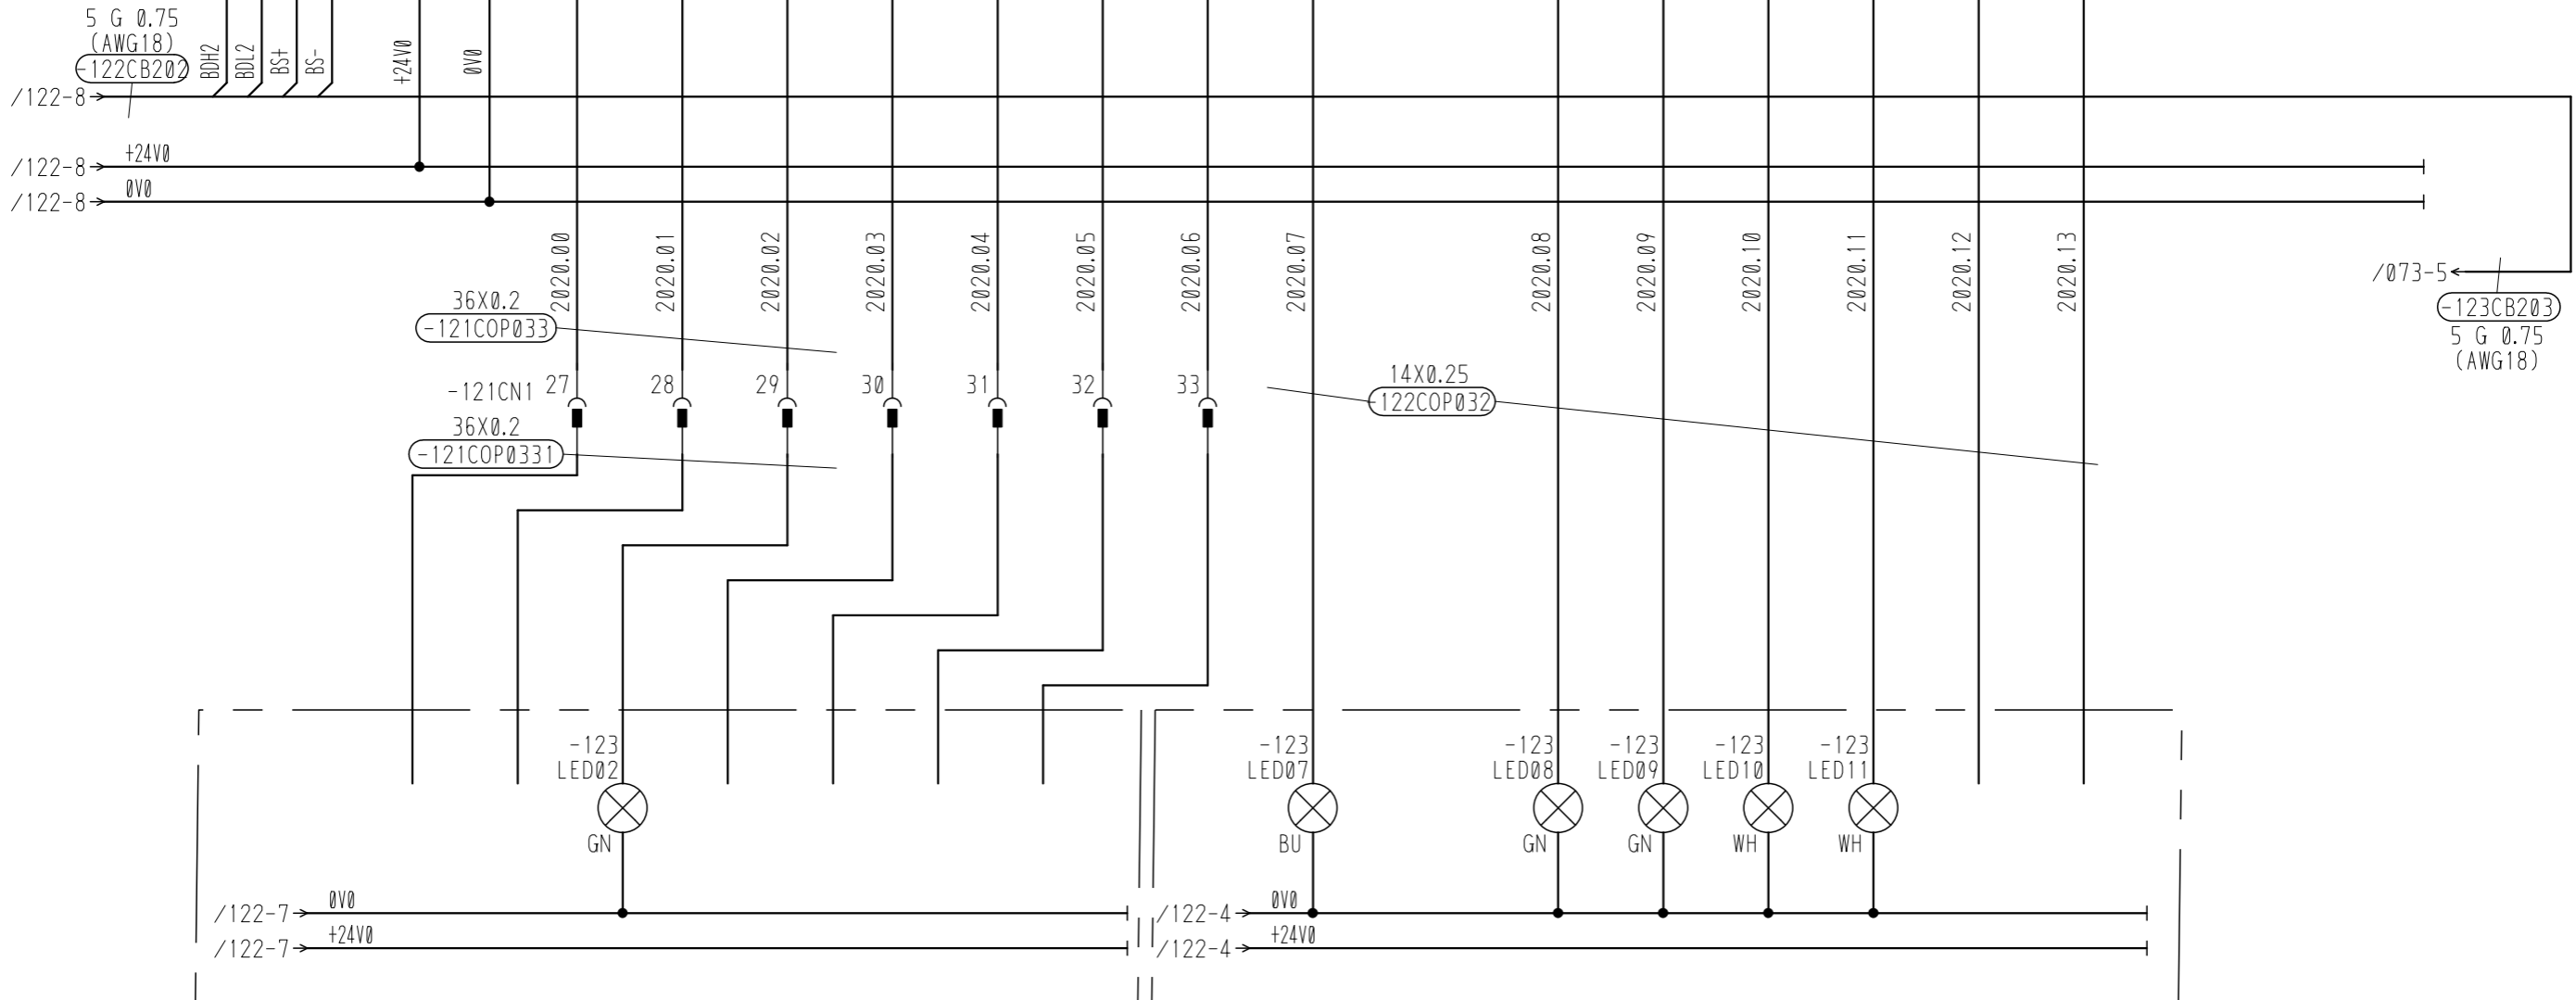 5 G 0.75
(AWG18)
-122CB202
BDH2
BDL2
BS+
BS-
+24V0
0V0
/122-8
/122-8
+24V0
/122-8
0V0
2020.00
2020.01
2020.02
2020.03
2020.04
2020.05
2020.06
2020.07
2020.08
2020.09
2020.10
2020.11
2020.12
2020.13
/073-5
-123CB203
5 G 0.75
(AWG18)
36X0.2
-121COP033
-121CN1
27
28
29
30
31
32
33
14X0.25
-122COP032
36X0.2
-121COP0331
-123
LED02
GN
-123
LED07
BU
-123
LED08
GN
-123
LED09
GN
-123
LED10
WH
-123
LED11
WH
/122-7
0V0
/122-7
+24V0
/122-4
0V0
/122-4
+24V0